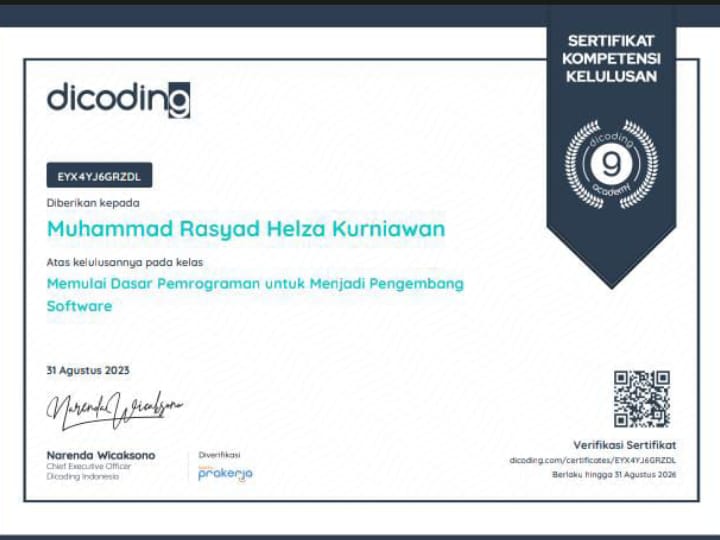 SERTIFIKAT
KOMPETENSI
KELULUSAN
dicoding
dicoding
9
academy
EYX4YJ6GRZDL
Diberikan kepada
Muhammad Rasyad Helza Kurniawan
Atas kelulusannya pada kelas
Memulai Dasar Pemrograman untuk Menjadi Pengembang
Software
31 Agustus 2023
Narenda Wicaksono
Narenda Wicaksono
Chief Executive Officer
Dicoding Indonesia
Diverifikasi
prakerja
Verifikasi Sertifikat
dicoding.com/certificates/EYX4YJ6GRZDL
Berlaku hingga 31 Agustus 2026